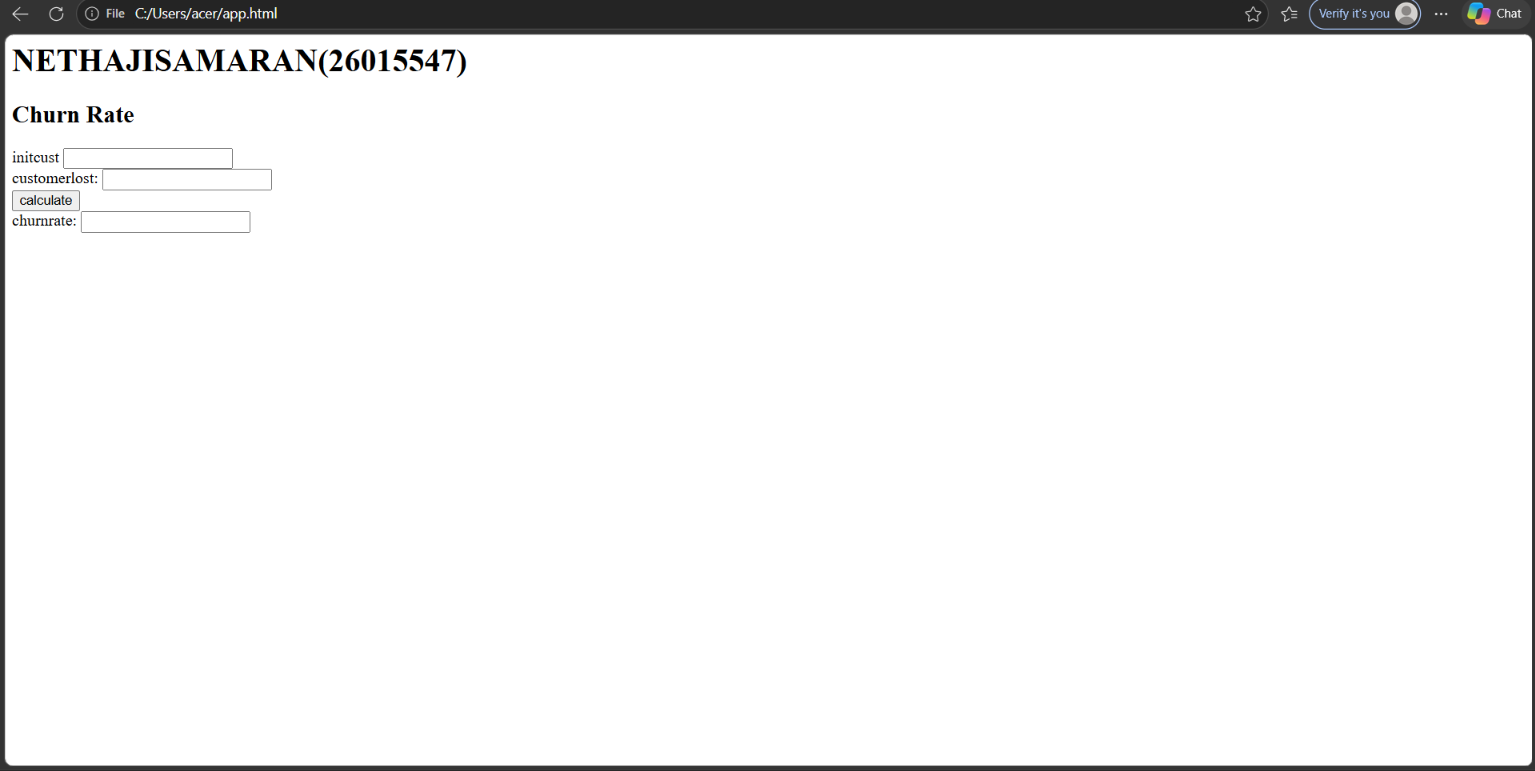 File C:/Users/acer/app.html Verify it's you Chat
NETHAJISAMARAN(26015547)
Churn Rate
initcust
customerlost:
calculate
churnrate: